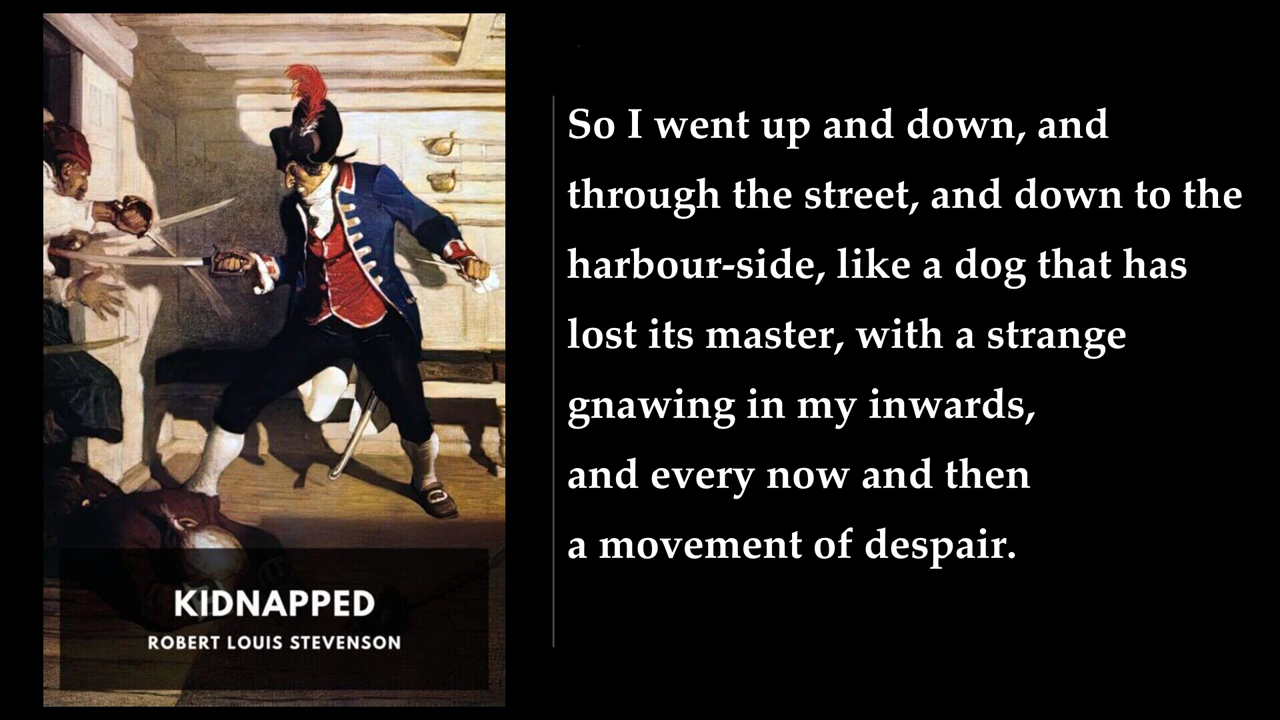 KIDNAPPED
ROBERT LOUIS STEVENSON
So I went up and down, and
through the street, and down to the
harbour-side, like a dog that has
lost its master, with a strange
gnawing in my inwards,
and every now and then
a movement of despair.